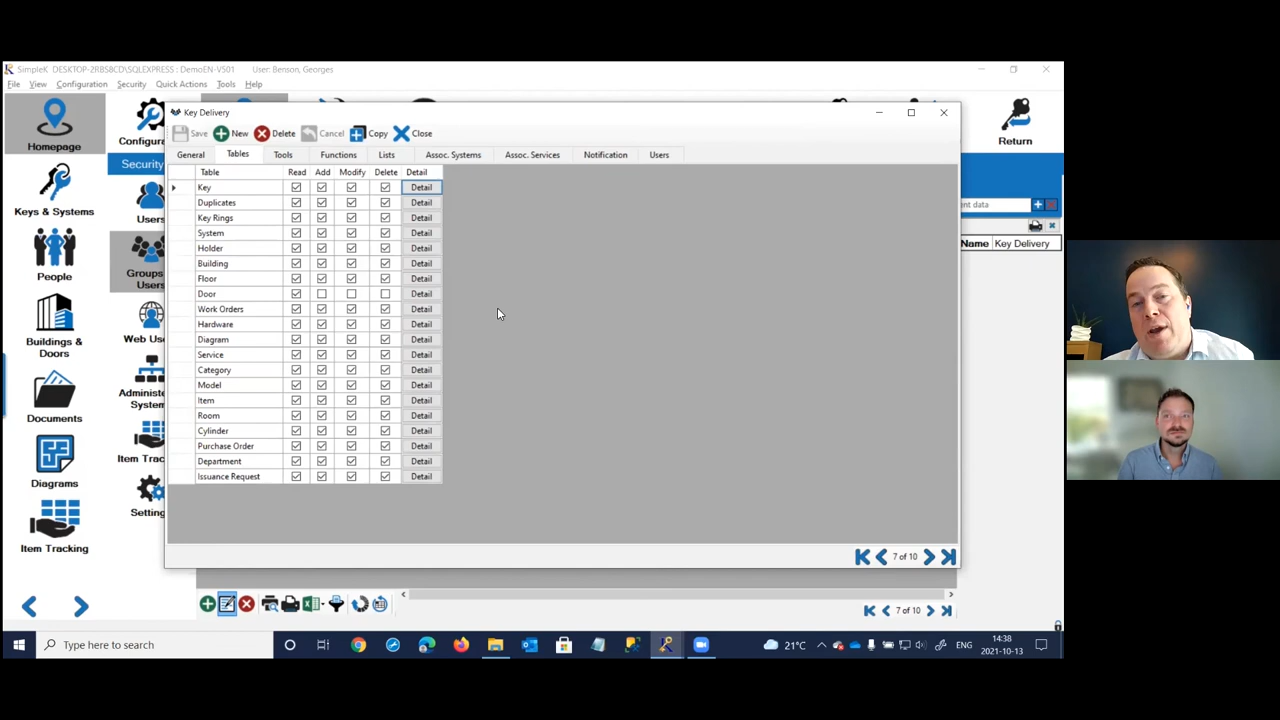 SimpleK DESKTOP-2RBS8CD\SQLEXPRESS : DemoEN-V501 User: Benson, Georges
File View Configuration Security Quick Actions Tools Help
Homepage
Keys & Systems
People
Buildings &
Doors
Documents
Diagrams
Item Tracking
Security
Users
Groups
Users
Web Use
Administe
System
Item Trac
Setting
Return
Key Delivery
Save New Delete Cancel Copy Close
General Tables Tools Functions Lists Assoc. Systems Assoc. Services Notification Users
Table Read Add Modify Delete Detail
Key Detail
Duplicates Detail
Key Rings Detail
System Detail
Holder Detail
Building Detail
Floor Detail
Door Detail
Work Orders Detail
Hardware Detail
Diagram Detail
Service Detail
Category Detail
Model Detail
Item Detail
Room Detail
Cylinder Detail
Purchase Order Detail
Department Detail
Issuance Request Detail
7 of 10
ent data
Name Key Delivery
7 of 10
Type here to search
21°C
ENG
14:38
2021-10-13